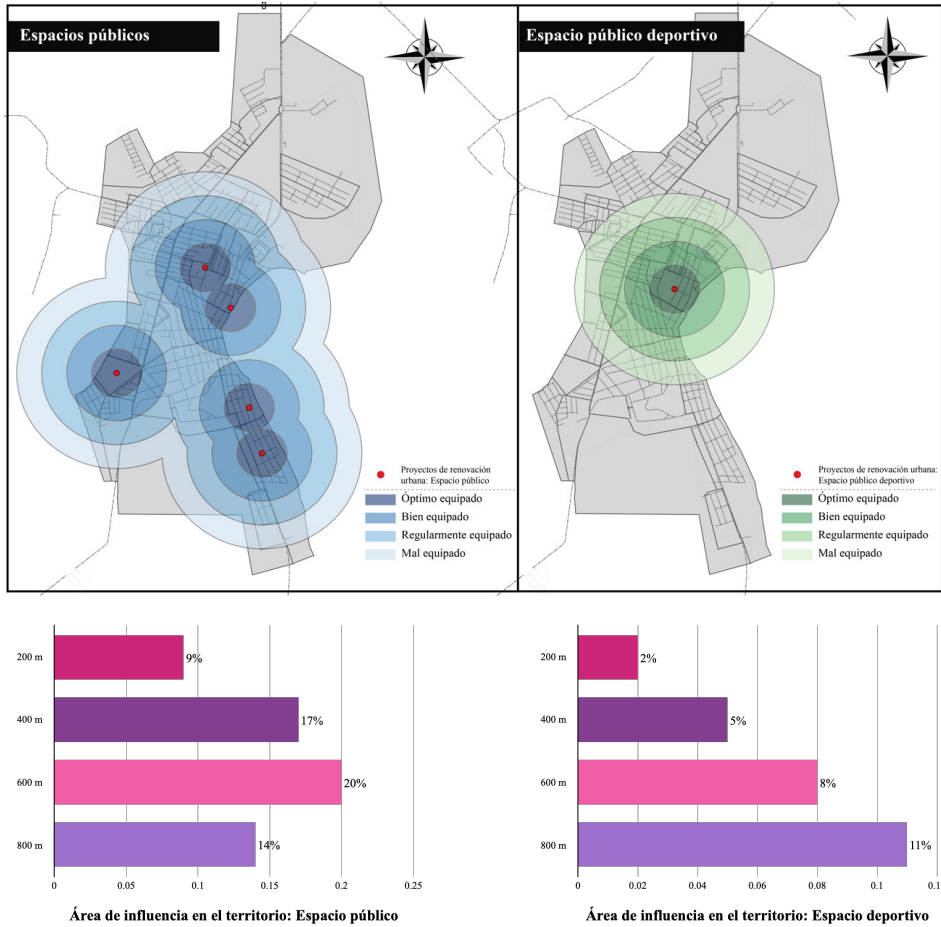 Espacios públicos
Espacio público deportivo
Proyectos de renovación
urbana: Espacio público
Óptimo equipado
Bien equipado
Regularmente equipado
Mal equipado
Proyectos de renovación urbana:
Espacio público deportivo
Óptimo equipado
Bien equipado
Regularmente equipado
Mal equipado
200 m
9%
400 m
17%
600 m
20%
800 m
14%
0 0.05 0.1 0.15 0.2 0.25
Área de influencia en el territorio: Espacio público
200 m
2%
400 m
5%
600 m
8%
800 m
11%
0 0.02 0.04 0.06 0.08 0.1 0.1
Área de influencia en el territorio: Espacio deportivo